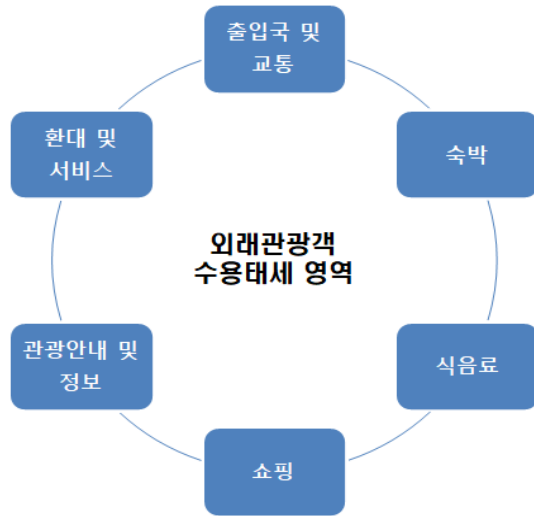 출입국 및
교통
환대 및
서비스
숙박
외래관광객
수용태세 영역
관광안내 및
정보
식음료
쇼핑